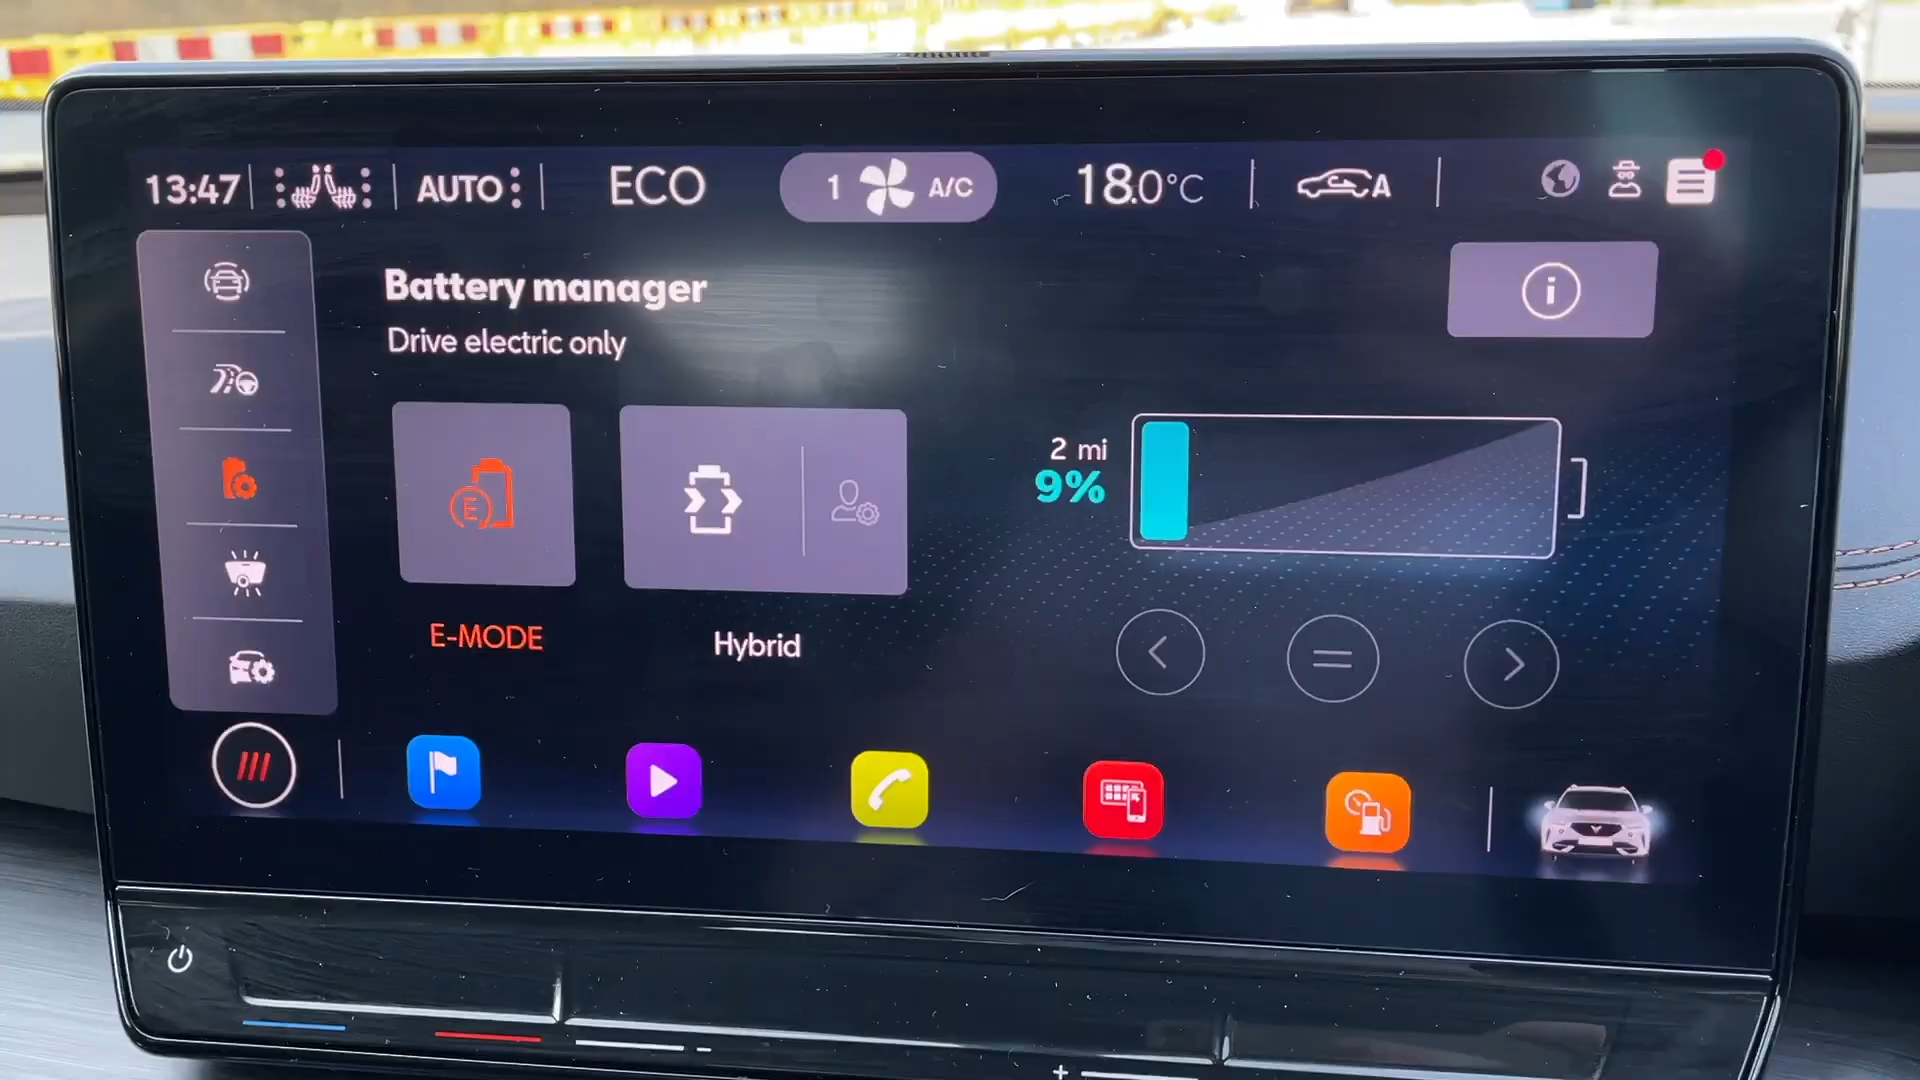 13:47
AUTO
ECO
1 A/C
18.0°C
A
Battery manager
Drive electric only
i
E
2 mi
9%
E-MODE
Hybrid